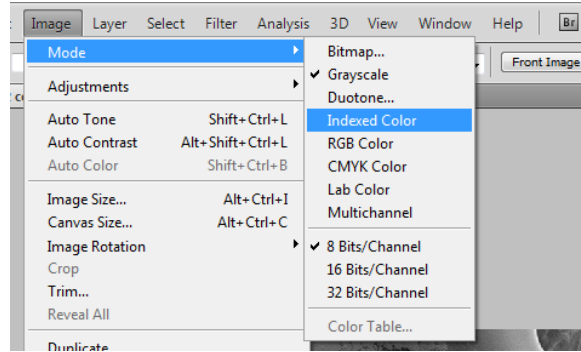 Image Layer Select Filter Analysis 3D View Window Help Br
Mode
Front Image
Adjustments
Auto Tone Shift+Ctrl+L
Auto Contrast Alt+Shift+Ctrl+L
Auto Color Shift+Ctrl+B
Image Size... Alt+Ctrl+I
Canvas Size... Alt+Ctrl+C
Image Rotation
Crop
Trim...
Reveal All
Duplicate
Bitmap...
Grayscale
Duotone...
Indexed Color
RGB Color
CMYK Color
Lab Color
Multichannel
8 Bits/Channel
16 Bits/Channel
32 Bits/Channel
Color Table...